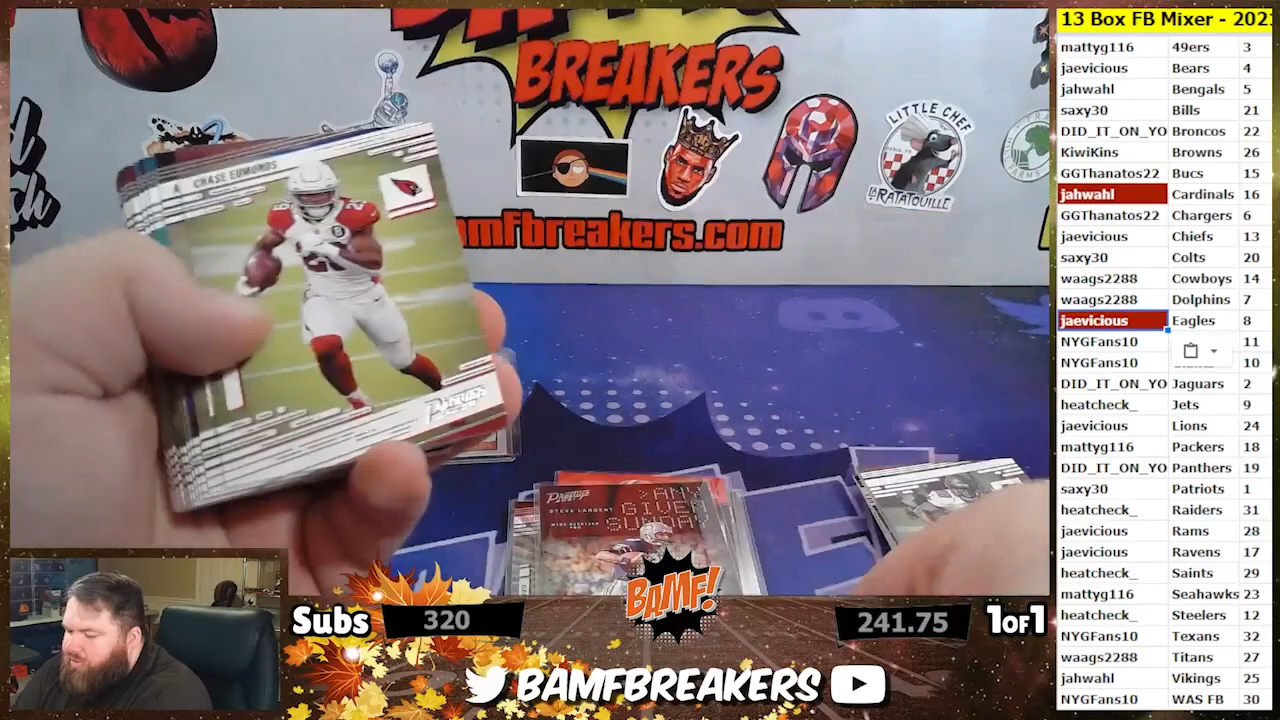 BREAKERS
LITTLE CHEF
LA RATATOUILLE
amfbreakers.com
A CHASE EDMONDS
Prestige
STEVE LARGENT
ANY
GIVEN
SUNDAY
BAMF!
Subs 320
241.75 1OF1
BAMFBREAKERS
13 Box FB Mixer - 2021
mattyg116 49ers 3
jaevicious Bears 4
jahwahl Bengals 5
saxy30 Bills 21
DID_IT_ON_YO Broncos 22
KiwiKins Browns 26
GGThanatos22 Bucs 15
jahwahl Cardinals 16
GGThanatos22 Chargers 6
jaevicious Chiefs 13
saxy30 Colts 20
waags2288 Cowboys 14
waags2288 Dolphins 7
jaevicious Eagles 8
NYGFans10 11
NYGFans10 10
DID_IT_ON_YO Jaguars 2
heatcheck_ Jets 9
jaevicious Lions 24
mattyg116 Packers 18
DID_IT_ON_YO Panthers 19
saxy30 Patriots 1
heatcheck_ Raiders 31
jaevicious Rams 28
jaevicious Ravens 17
heatcheck_ Saints 29
mattyg116 Seahawks 23
heatcheck_ Steelers 12
NYGFans10 Texans 32
waags2288 Titans 27
jahwahl Vikings 25
NYGFans10 WAS FB 30